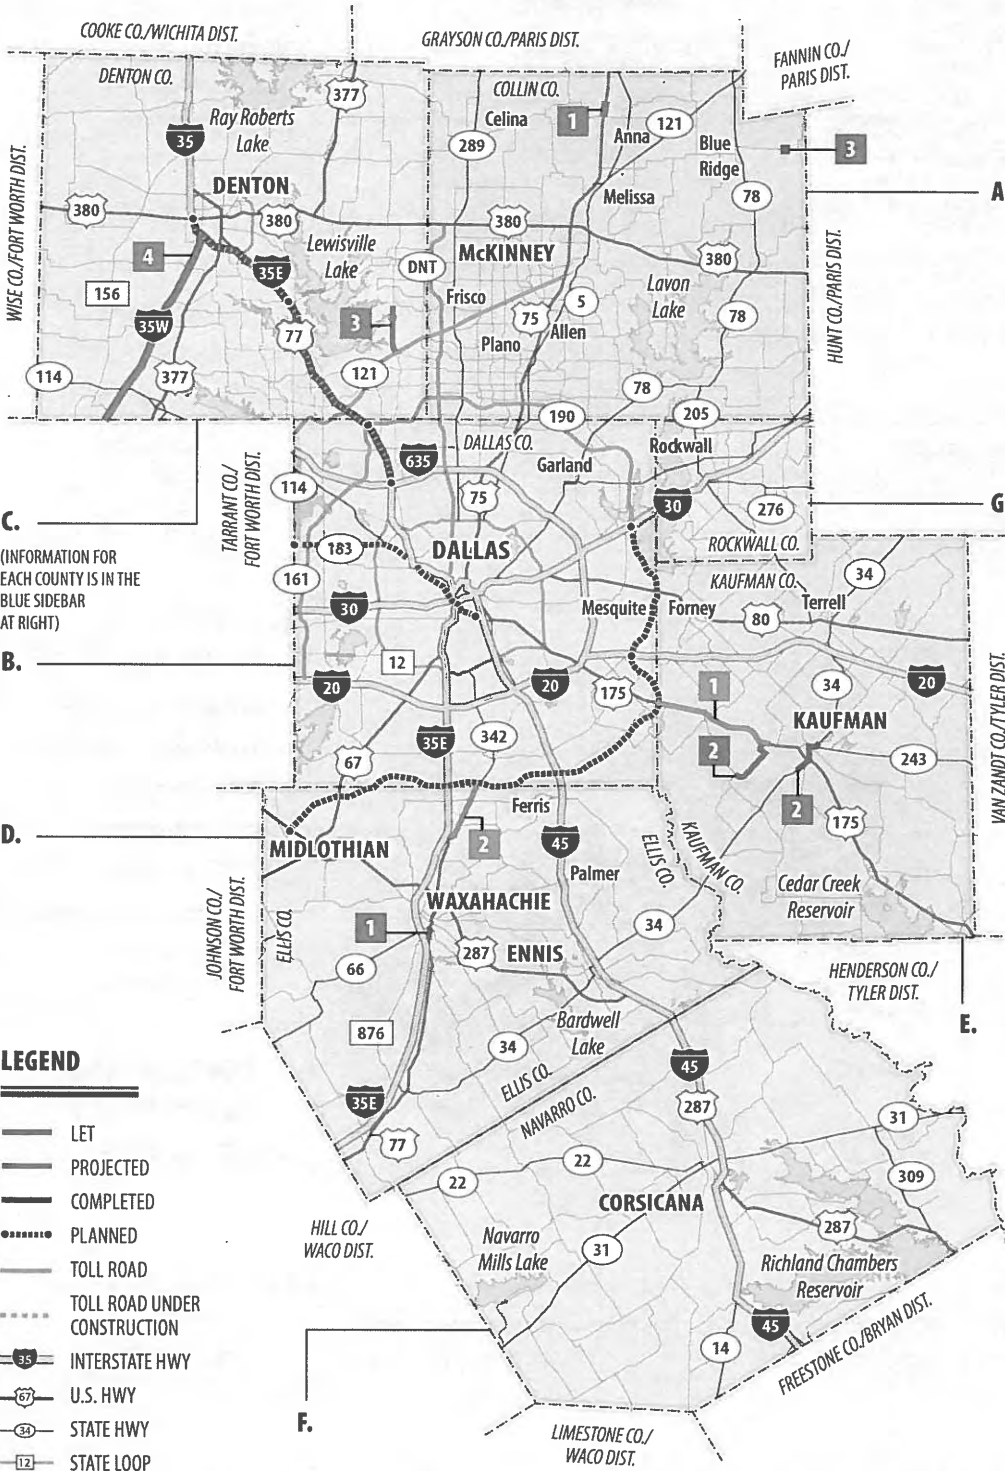 COOKE CO./WICHITA DIST.
GRAYSON CO./PARIS DIST.
FANNIN CO./
PARIS DIST.
DENTON CO.
COLLIN CO.
377
Ray Roberts
Lake
Celina
1
121
Anna
Blue
Ridge
3
35
289
DENTON
Melissa
78
A
WISE CO./FORT WORTH DIST.
380
380
380
McKINNEY
380
4
Lewisville
Lake
DNT
35E
156
Frisco
5
Lavon
Lake
HUNT CO./PARIS DIST.
35W
77
3
75
Allen
78
Plano
114
377
121
78
190
205
DALLAS CO.
Rockwall
635
Garland
TARRANT CO./
FORT WORTH DIST.
114
75
30
276
G
C.
(INFORMATION FOR
EACH COUNTY IS IN THE
BLUE SIDEBAR
AT RIGHT)
183
DALLAS
ROCKWALL CO.
KAUFMAN CO.
34
161
30
Mesquite
Forney
80
Terrell
12
B.
20
20
175
1
34
20
VAN ZANDT CO./TYLER DIST.
KAUFMAN
35E
342
2
243
67
2
175
Ferris
D.
MIDLOTHIAN
2
45
ELLIS CO.
KAUFMAN CO.
Palmer
Cedar Creek
Reservoir
WAXAHACHIE
JOHNSON CO./
FORT WORTH DIST.
ELLIS CO.
1
34
287
ENNIS
66
HENDERSON CO./
TYLER DIST.
E.
876
Bardwell
Lake
34
ELLIS CO.
NAVARRO CO.
45
35E
287
77
31
22
22
309
CORSICANA
HILL CO./
WACO DIST.
Navarro
Mills Lake
31
287
Richland Chambers
Reservoir
45
14
FREESTONE CO./BRYAN DIST.
F.
LIMESTONE CO./
WACO DIST.
LEGEND
LET
PROJECTED
COMPLETED
PLANNED
TOLL ROAD
TOLL ROAD UNDER
CONSTRUCTION
35 INTERSTATE HWY
67 U.S. HWY
34 STATE HWY
12 STATE LOOP